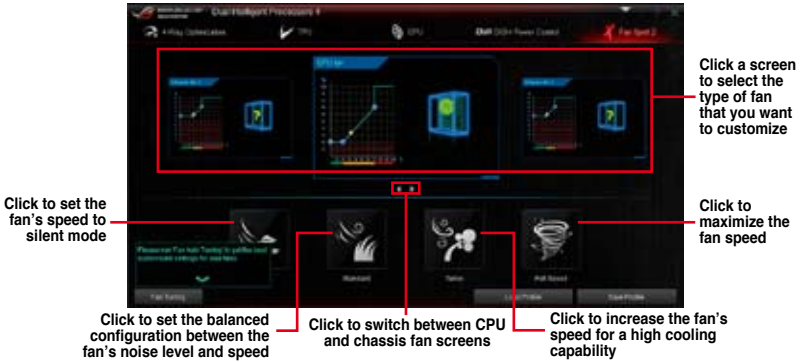 Dual Intelligent Processors 4
4-Way Optimization
TPU
EPU
DIGI+ Power Control
Fan Xpert 2
CPU Fan
Click a screen
to select the
type of fan
that you want
to customize
Click to set the
fan's speed to
silent mode
Click to
maximize the
fan speed
Standard
Turbo
Full Speed
Fan Tuning
Load Profile
Save Profile
Click to set the balanced
configuration between the
fan's noise level and speed
Click to switch between CPU
and chassis fan screens
Click to increase the fan's
speed for a high cooling
capability